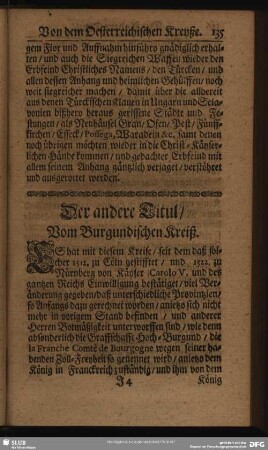 Von dem Oesterreichischen Kreyße. 135
gem Flor und Auffnahm hinführo gnädiglich erhal-
ten/ und auch die Siegreichen Waffen wieder den
Erbfeind Christliches Namens/ den Türcken/ und
allen dessen Anhang und heimlichen Gehülffen/ noch
weit siegreicher machen/ damit über die allbereit
aus denen Türckischen Klauen in Ungarn und Scla-
vonien bißhero heraus gerissene Städte und Fe-
stungen/ als Neuhäusel Gran/ Ofen/ Pest/ Fünff-
kirchen/ Esseck/ Possega, Waradein &c. samt denen
noch übrigen möchten wieder in die Christ-Käyser-
lichen Hände kommen/ und gedachter Erbfeind mit
allem seinem Anhang gäntzlich verjaget/ verstühret
und ausgerottet werden.
Der andere Titul/
Vom Burgundischen Kreiß.
ES hat mit diesem Kreise/ seit dem daß sol-
cher 1512. zu Cöln gestifftet/ und 1522. zu
Nürnberg von Käyser Carolo V. und des
gantzen Reichs Einwilligung bestätiget/ viel Ver-
änderung gegeben/ daß unterschiedliche Provintzien/
so Anfangs dazu gerechnet worden/ anietzo sich nicht
mehr in vorigem Stand befinden/ und anderer
Herren Botmäßigkeit unterworffen sind/ wie denn
absonderlich die Graffschafft Hoch-Burgund/ die
la Franche Comté de Bourgogne wegen seiner ha-
benden Zoll-Freyheit so genennet wird/ anietzo dem
König in Franckreich zuständig/ und ihm von dem
J 4 König
SLUB